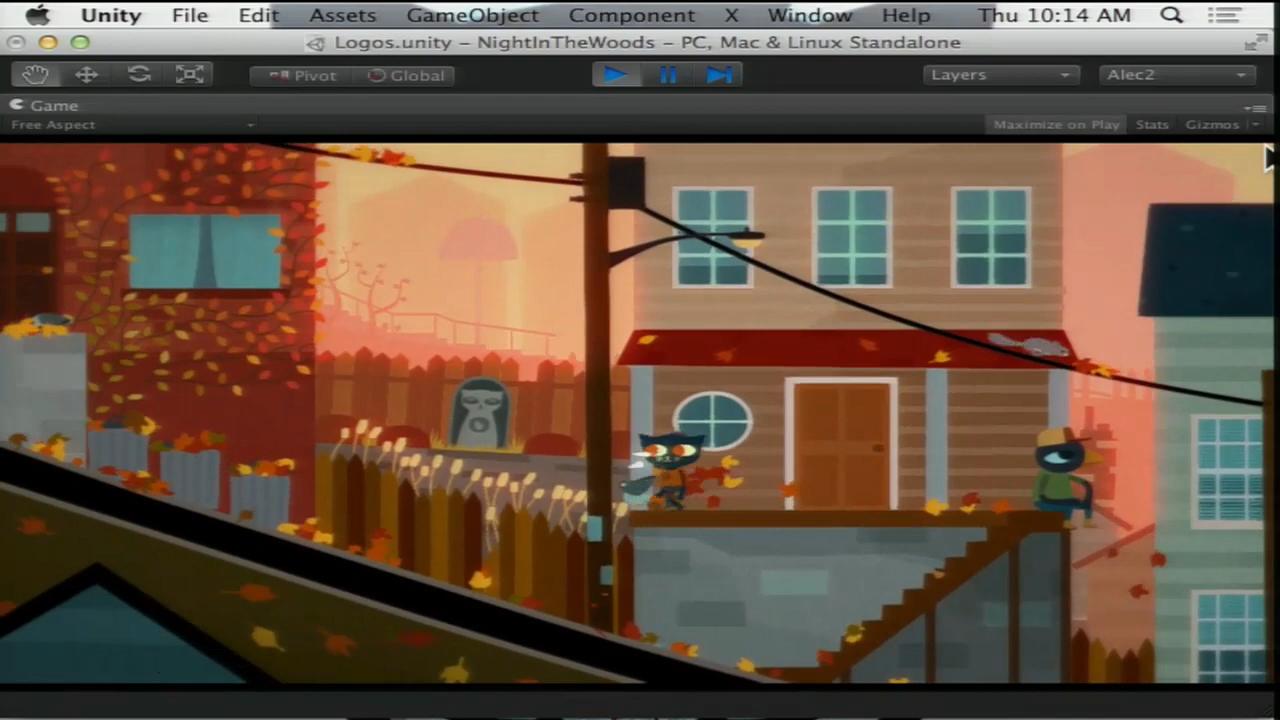 Unity File Edit Assets GameObject Component X Window Help Thu 10:14 AM
Logos.unity – NightInTheWoods – PC, Mac & Linux Standalone
Pivot Global Layers Alec2
Game
Free Aspect Maximize on Play Stats Gizmos